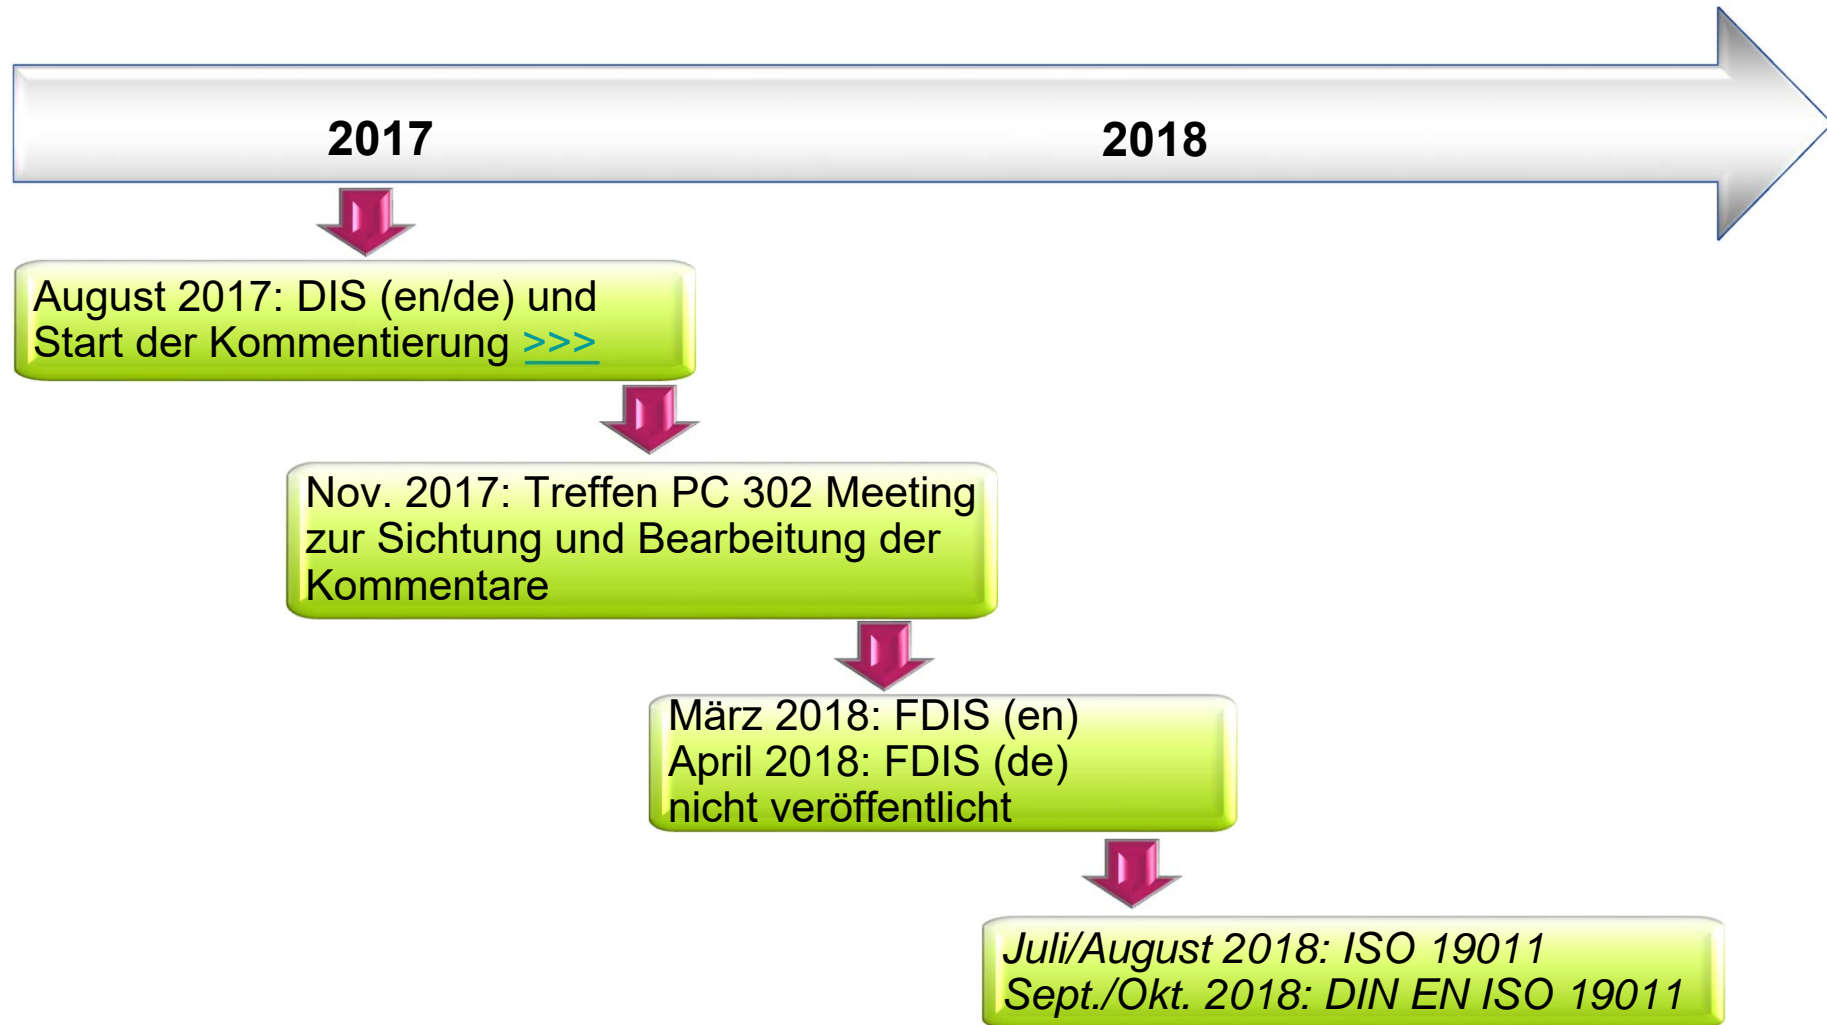 2017
2018
August 2017: DIS (en/de) und
Start der Kommentierung >>>
Nov. 2017: Treffen PC 302 Meeting
zur Sichtung und Bearbeitung der
Kommentare
März 2018: FDIS (en)
April 2018: FDIS (de)
nicht veröffentlicht
Juli/August 2018: ISO 19011
Sept./Okt. 2018: DIN EN ISO 19011